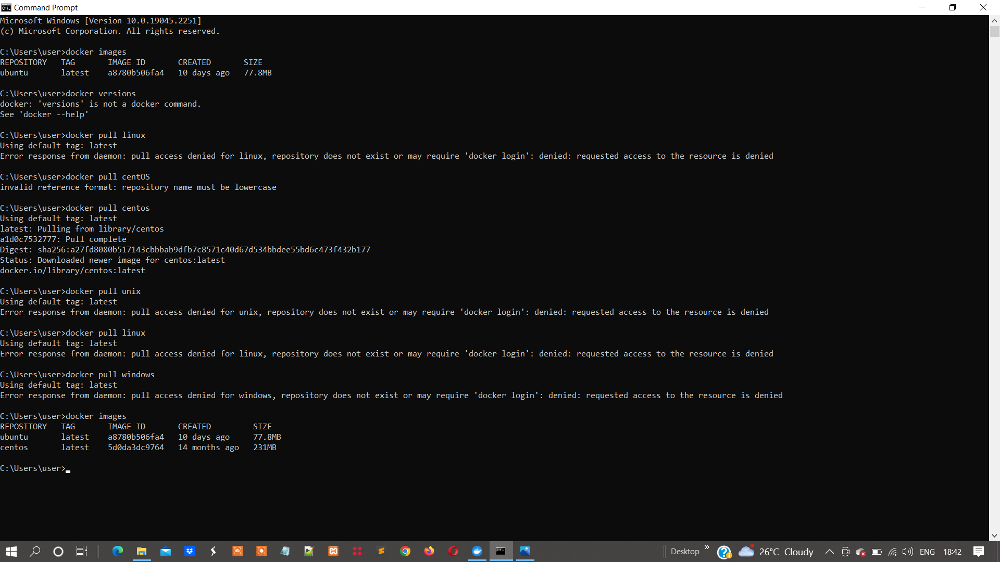 Command Prompt
Microsoft Windows [Version 10.0.19045.2251]
(c) Microsoft Corporation. All rights reserved.
C:\Users\user>docker images
REPOSITORY   TAG       IMAGE ID       CREATED       SIZE
ubuntu       latest    a8780b506fa4   10 days ago   77.8MB
C:\Users\user>docker versions
docker: 'versions' is not a docker command.
See 'docker --help'
C:\Users\user>docker pull linux
Using default tag: latest
Error response from daemon: pull access denied for linux, repository does not exist or may require 'docker login': denied: requested access to the resource is denied
C:\Users\user>docker pull centOS
invalid reference format: repository name must be lowercase
C:\Users\user>docker pull centos
Using default tag: latest
latest: Pulling from library/centos
a1d0c7532777: Pull complete
Digest: sha256:a27fd8080b517143cbbbab9dfb7c8571c40d67d534bbdee55bd6c473f432b177
Status: Downloaded newer image for centos:latest
docker.io/library/centos:latest
C:\Users\user>docker pull unix
Using default tag: latest
Error response from daemon: pull access denied for unix, repository does not exist or may require 'docker login': denied: requested access to the resource is denied
C:\Users\user>docker pull linux
Using default tag: latest
Error response from daemon: pull access denied for linux, repository does not exist or may require 'docker login': denied: requested access to the resource is denied
C:\Users\user>docker pull windows
Using default tag: latest
Error response from daemon: pull access denied for windows, repository does not exist or may require 'docker login': denied: requested access to the resource is denied
C:\Users\user>docker images
REPOSITORY   TAG       IMAGE ID       CREATED         SIZE
ubuntu       latest    a8780b506fa4   10 days ago     77.8MB
centos       latest    5d0da3dc9764   14 months ago   231MB
C:\Users\user>
Desktop 26°C Cloudy ENG 18:42